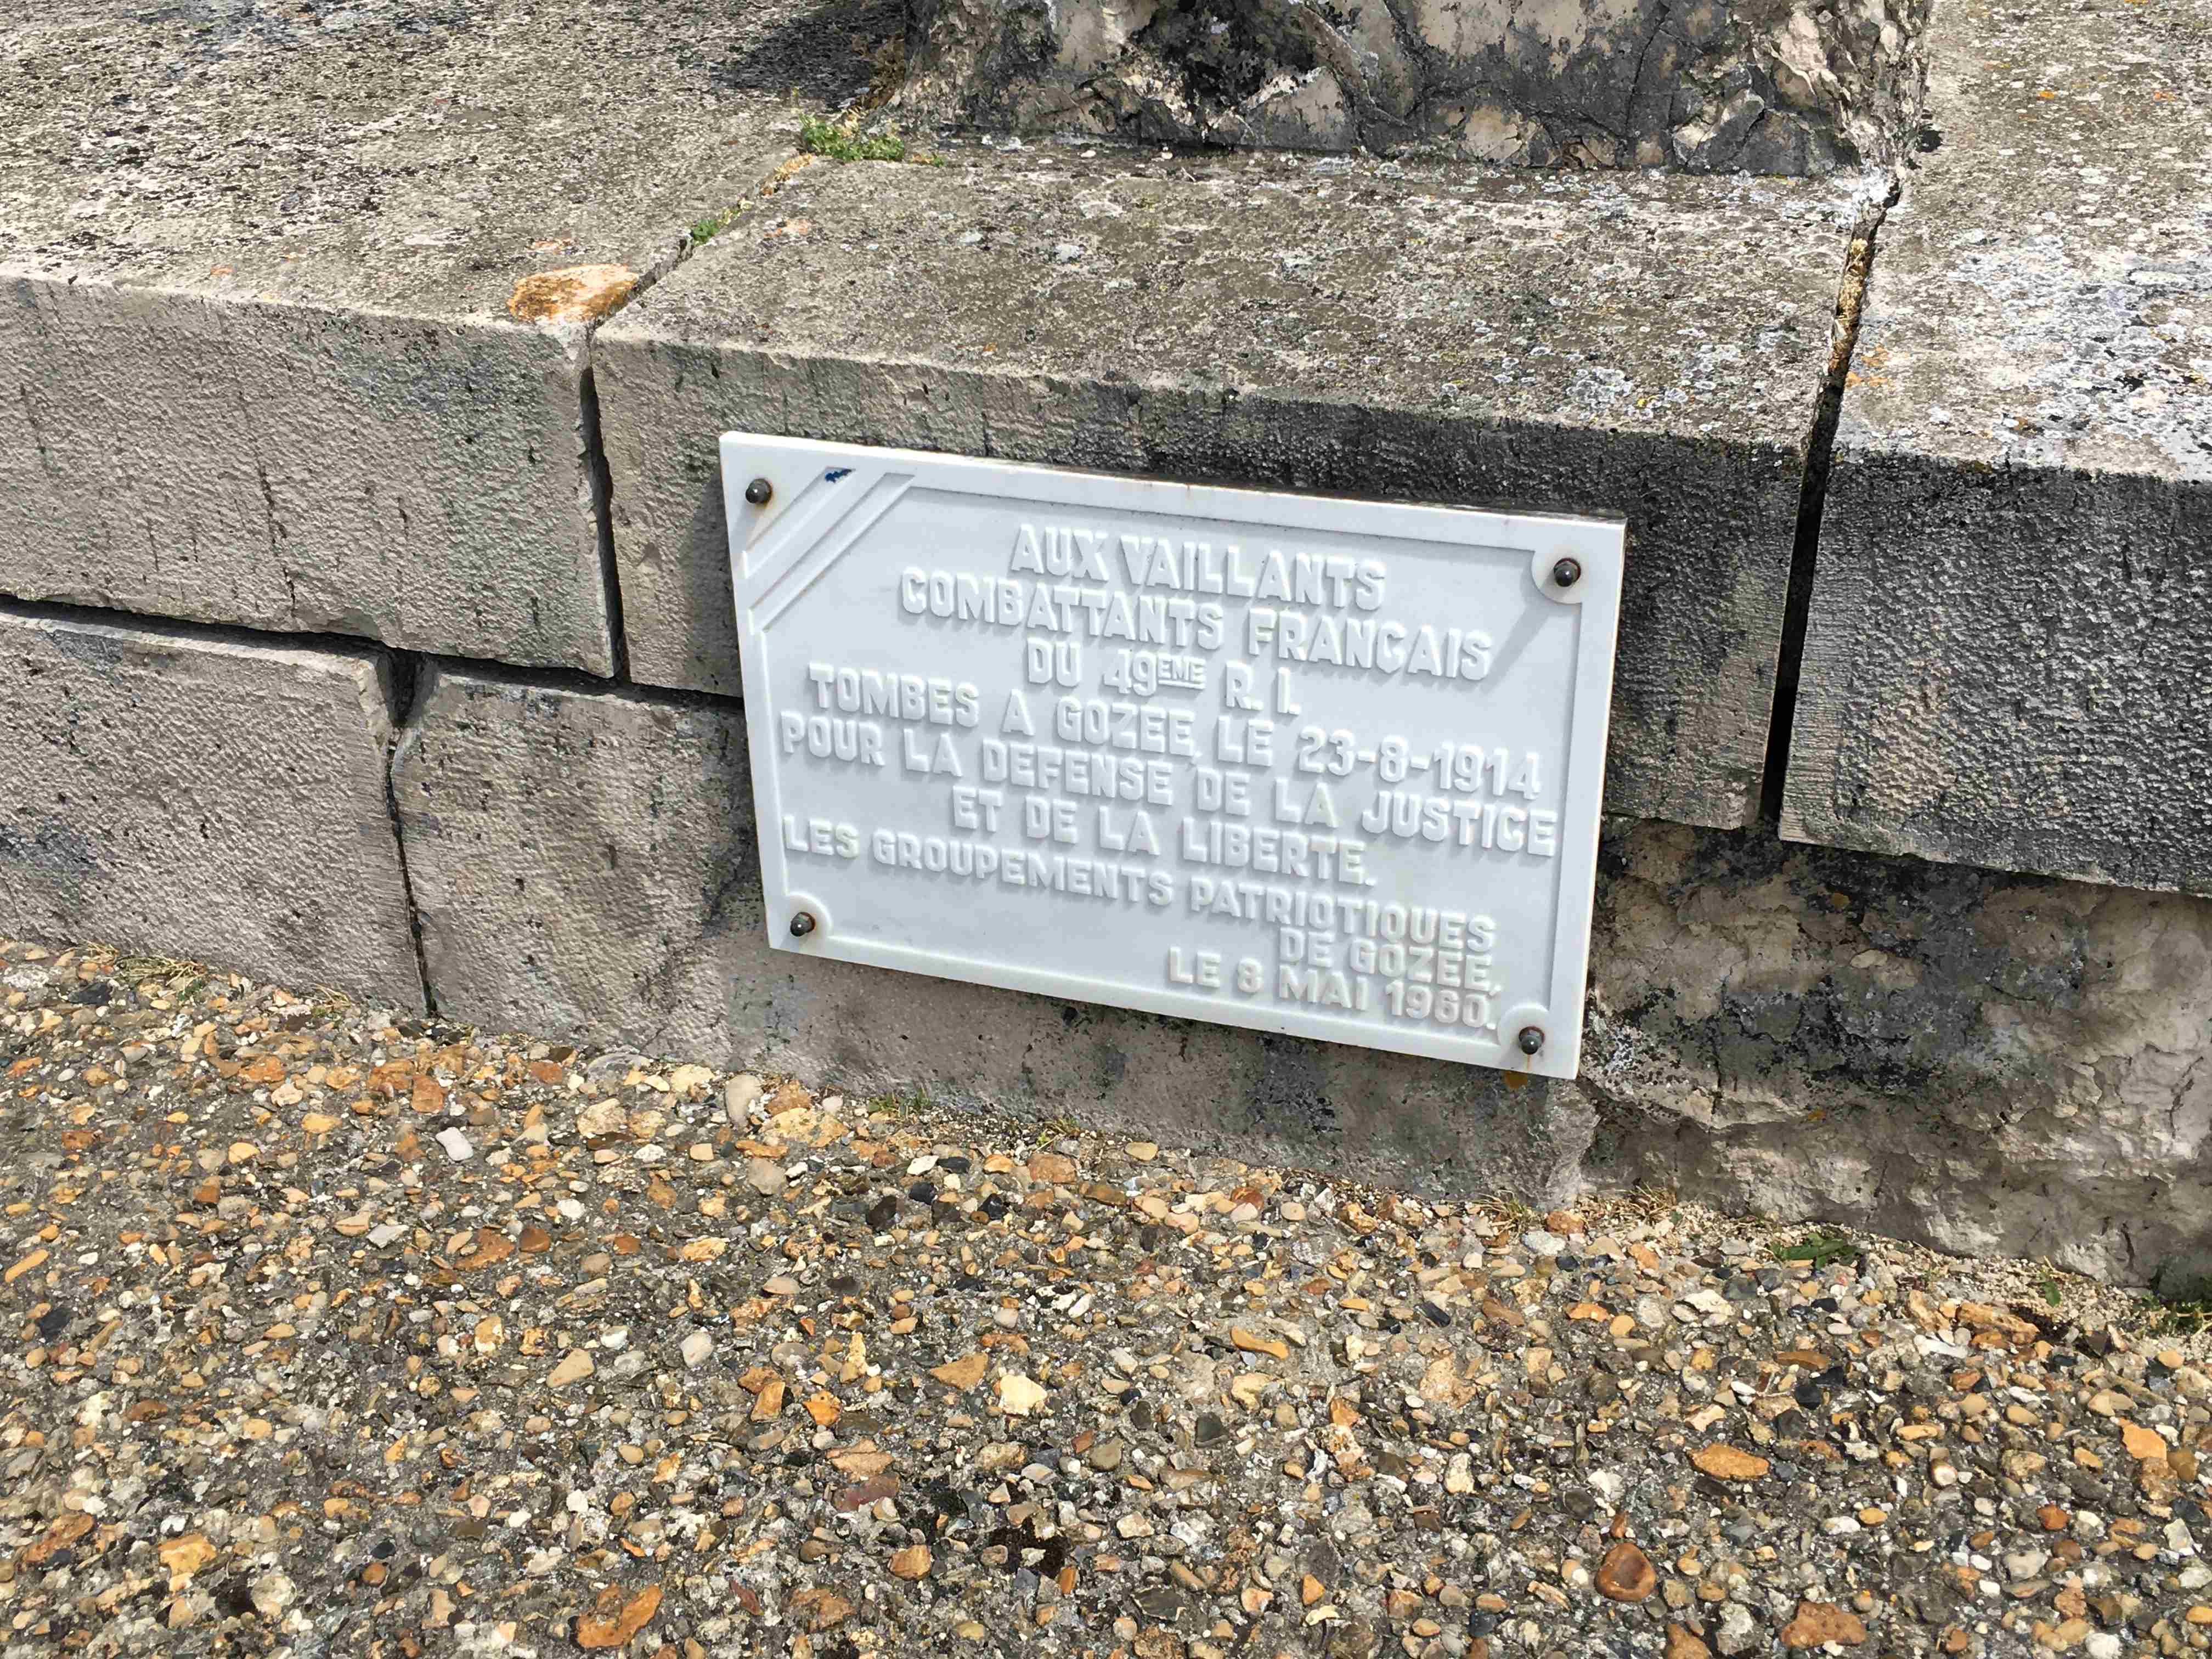 AUX VAILLANTS
COMBATTANTS FRANCAIS
DU 49EME R. I.
TOMBES A GOZEE, LE 23-8-1914
POUR LA DEFENSE DE LA JUSTICE
ET DE LA LIBERTE.
LES GROUPEMENTS PATRIOTIQUES
DE GOZEE,
LE 8 MAI 1960.